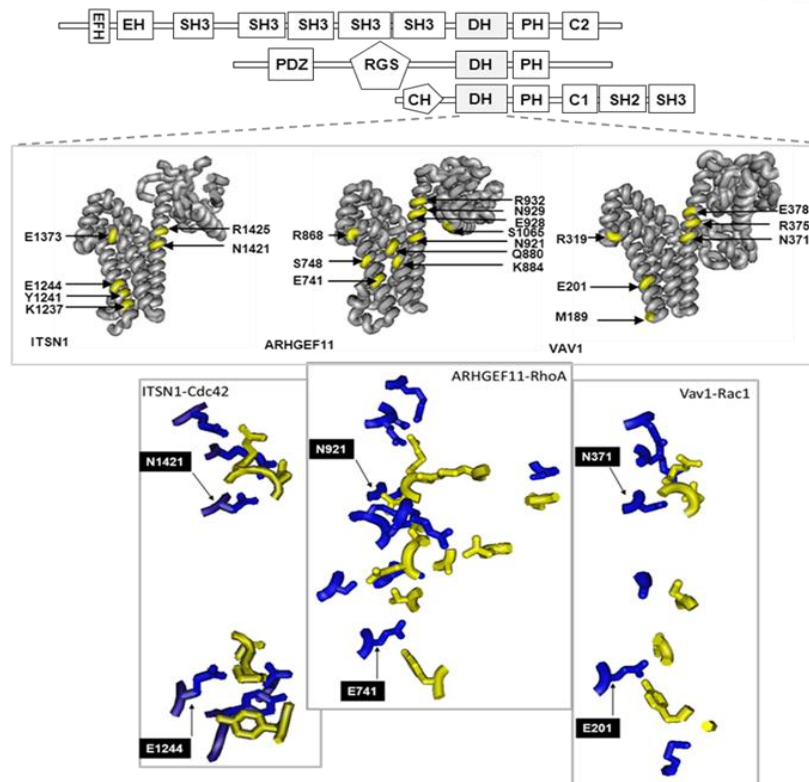 EFH EH SH3 SH3 SH3 SH3 SH3 DH PH C2
PDZ RGS DH PH
CH DH PH C1 SH2 SH3
E1373
R1425
N1421
E1244
Y1241
K1237
ITSN1
R932
N929
E928
S1065
N921
Q880
K884
R868
S748
E741
ARHGEF11
E378
R375
N371
R319
E201
M189
VAV1
ITSN1-Cdc42
N1421
E1244
ARHGEF11-RhoA
N921
E741
Vav1-Rac1
N371
E201